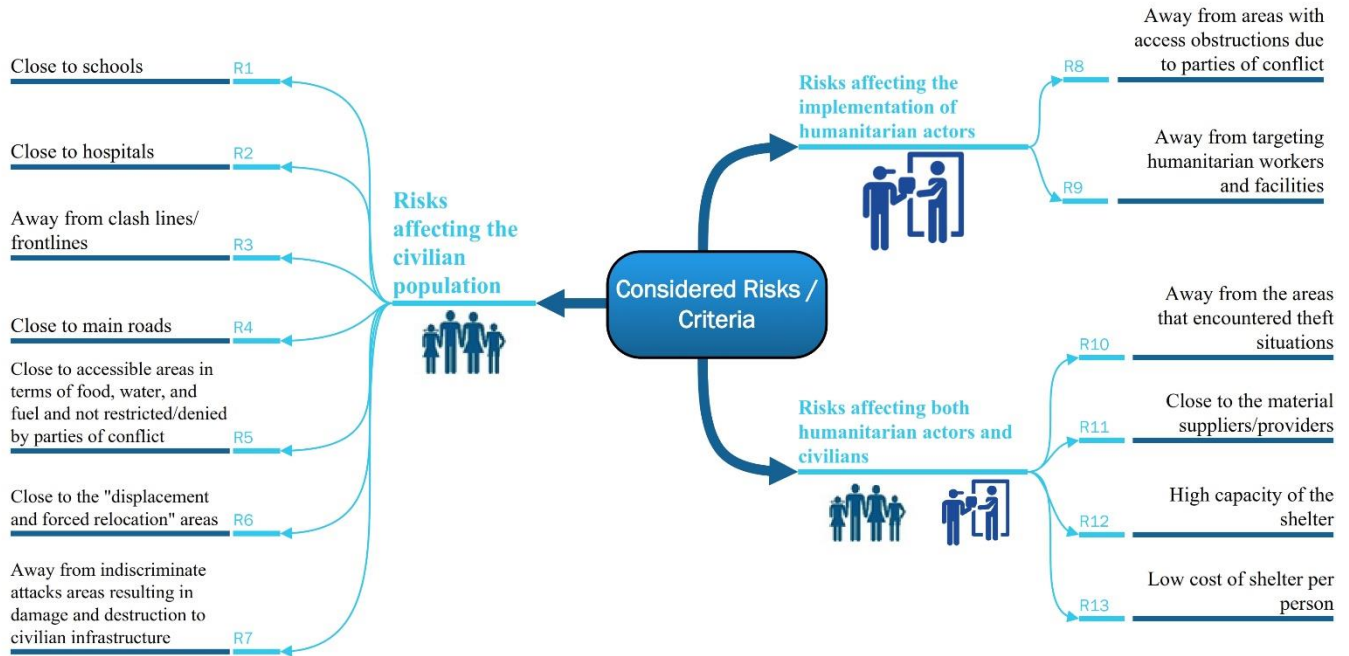 Considered Risks /
Criteria
Risks
affecting the
civilian
population
Close to schools
R1
Close to hospitals
R2
Away from clash lines/
frontlines
R3
Close to main roads
R4
Close to accessible areas in
terms of food, water, and
fuel and not restricted/denied
by parties of conflict
R5
Close to the "displacement
and forced relocation" areas
R6
Away from indiscriminate
attacks areas resulting in
damage and destruction to
civilian infrastructure
R7
Risks affecting the
implementation of
humanitarian actors
R8
Away from areas with
access obstructions due
to parties of conflict
R9
Away from targeting
humanitarian workers
and facilities
Risks affecting both
humanitarian actors and
civilians
R10
Away from the areas
that encountered theft
situations
R11
Close to the material
suppliers/providers
R12
High capacity of the
shelter
R13
Low cost of shelter per
person